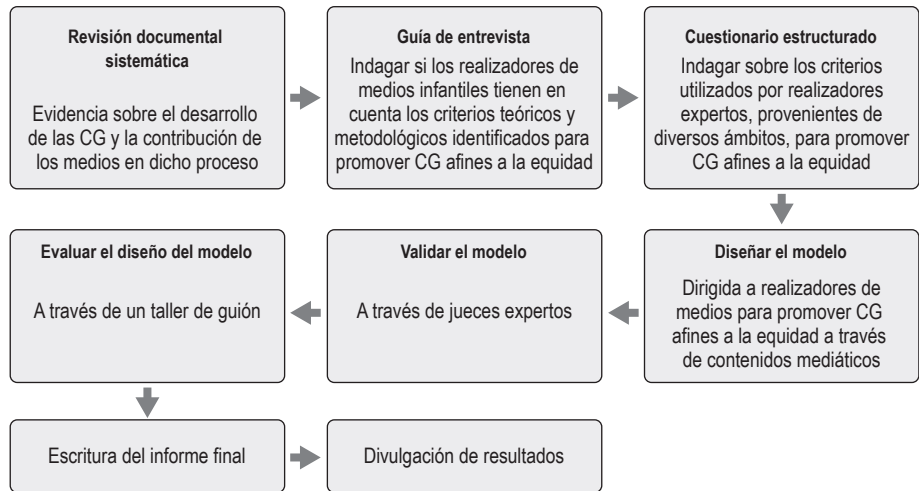 Revisión documental
sistemática
Evidencia sobre el desarrollo
de las CG y la contribución de
los medios en dicho proceso
Guía de entrevista
Indagar si los realizadores de
medios infantiles tienen en
cuenta los criterios teóricos y
metodológicos identificados para
promover CG afines a la equidad
Cuestionario estructurado
Indagar sobre los criterios
utilizados por realizadores
expertos, provenientes de
diversos ámbitos, para promover
CG afines a la equidad
Diseñar el modelo
Dirigida a realizadores de
medios para promover CG
afines a la equidad a través
de contenidos mediáticos
Validar el modelo
A través de jueces expertos
Evaluar el diseño del modelo
A través de un taller de guión
Escritura del informe final
Divulgación de resultados